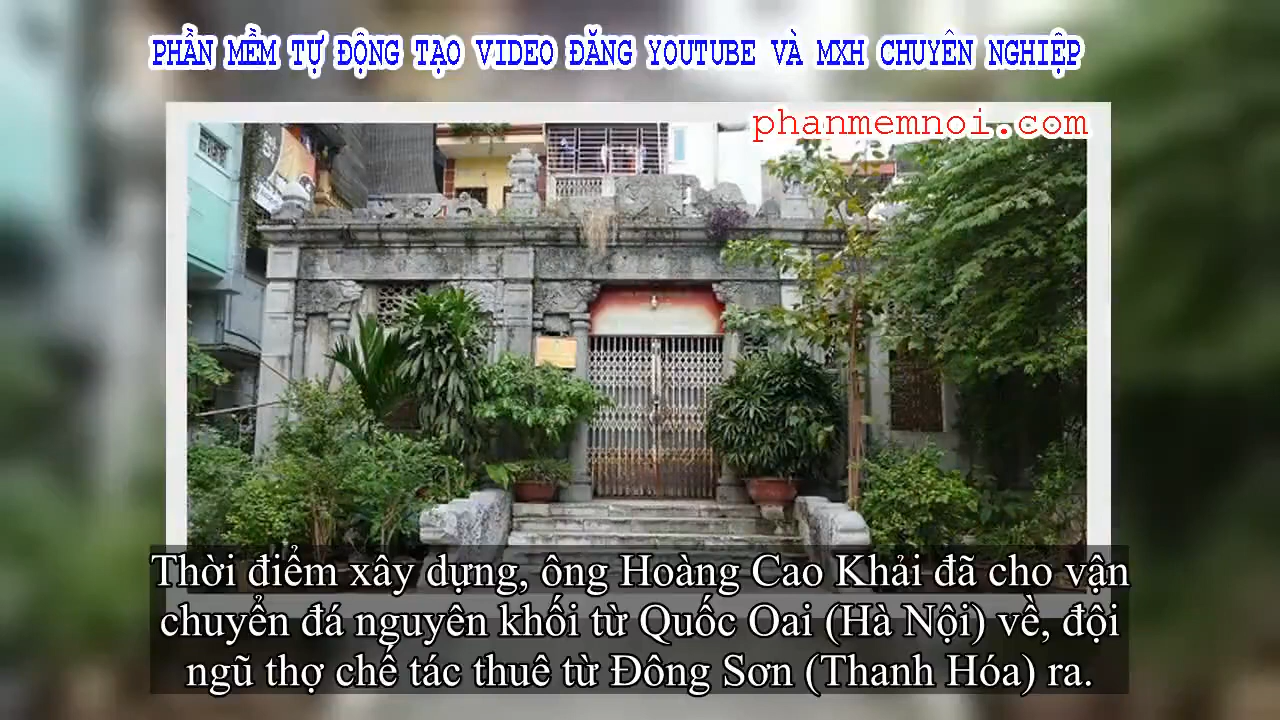 PHẦN MỀM TỰ ĐỘNG TẠO VIDEO ĐĂNG YOUTUBE VÀ MXH CHUYÊN NGHIỆP
phanmemnoi.com
Thời điểm xây dựng, ông Hoàng Cao Khải đã cho vận
chuyển đá nguyên khối từ Quốc Oai (Hà Nội) về, đội
ngũ thợ chế tác thuê từ Đông Sơn (Thanh Hóa) ra.